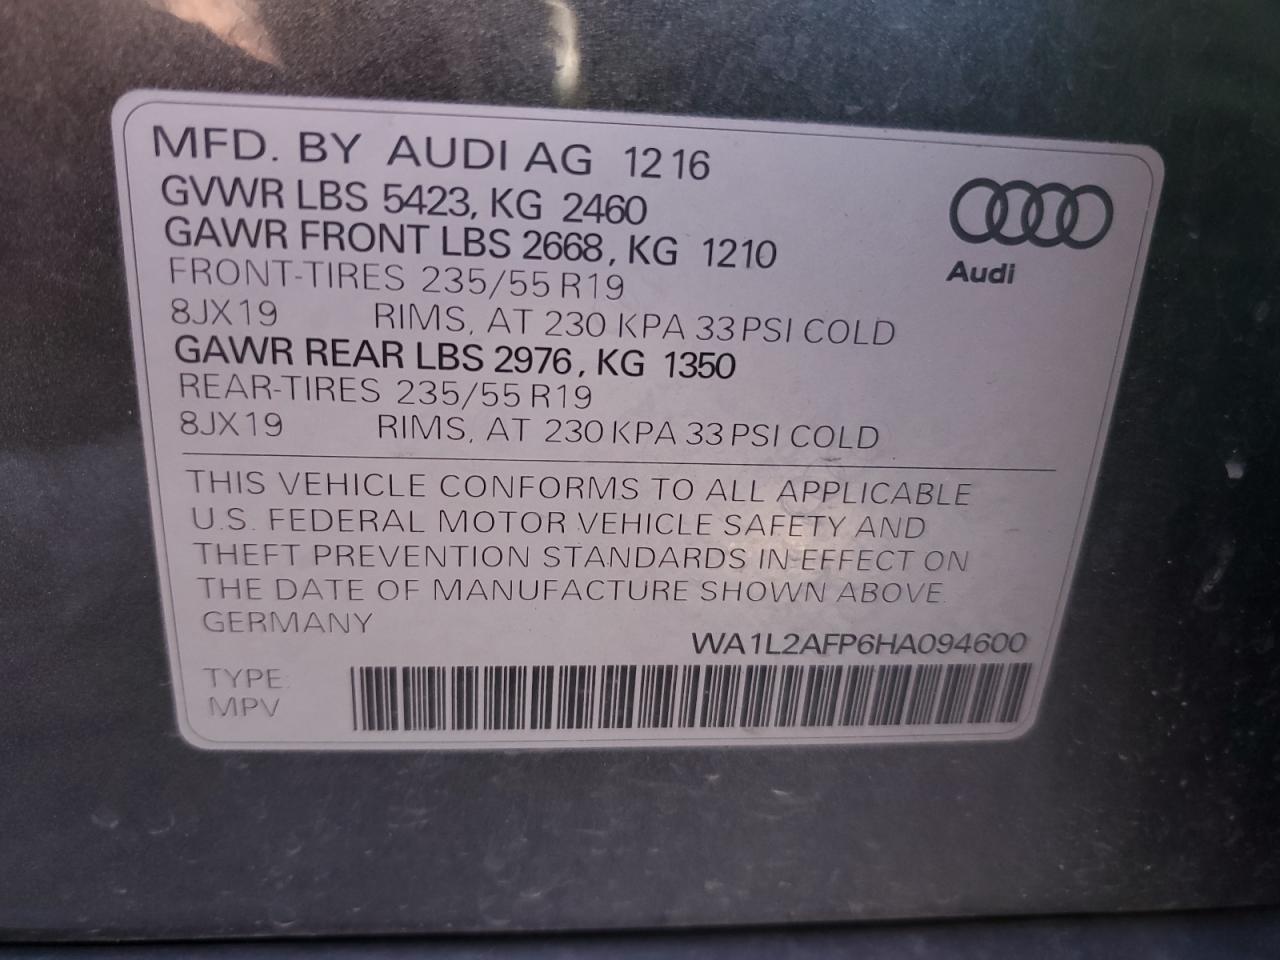 MFD. BY AUDI AG 12 16
GVWR LBS 5423, KG 2460
GAWR FRONT LBS 2668, KG 1210
FRONT-TIRES 235/55 R19
8JX19 RIMS, AT 230 KPA 33 PSI COLD
GAWR REAR LBS 2976, KG 1350
REAR-TIRES 235/55 R19
8JX19 RIMS, AT 230 KPA 33 PSI COLD
Audi
THIS VEHICLE CONFORMS TO ALL APPLICABLE
U.S. FEDERAL MOTOR VEHICLE SAFETY AND
THEFT PREVENTION STANDARDS IN EFFECT ON
THE DATE OF MANUFACTURE SHOWN ABOVE.
GERMANY
WA1L2AFP6HA094600
TYPE:
MPV